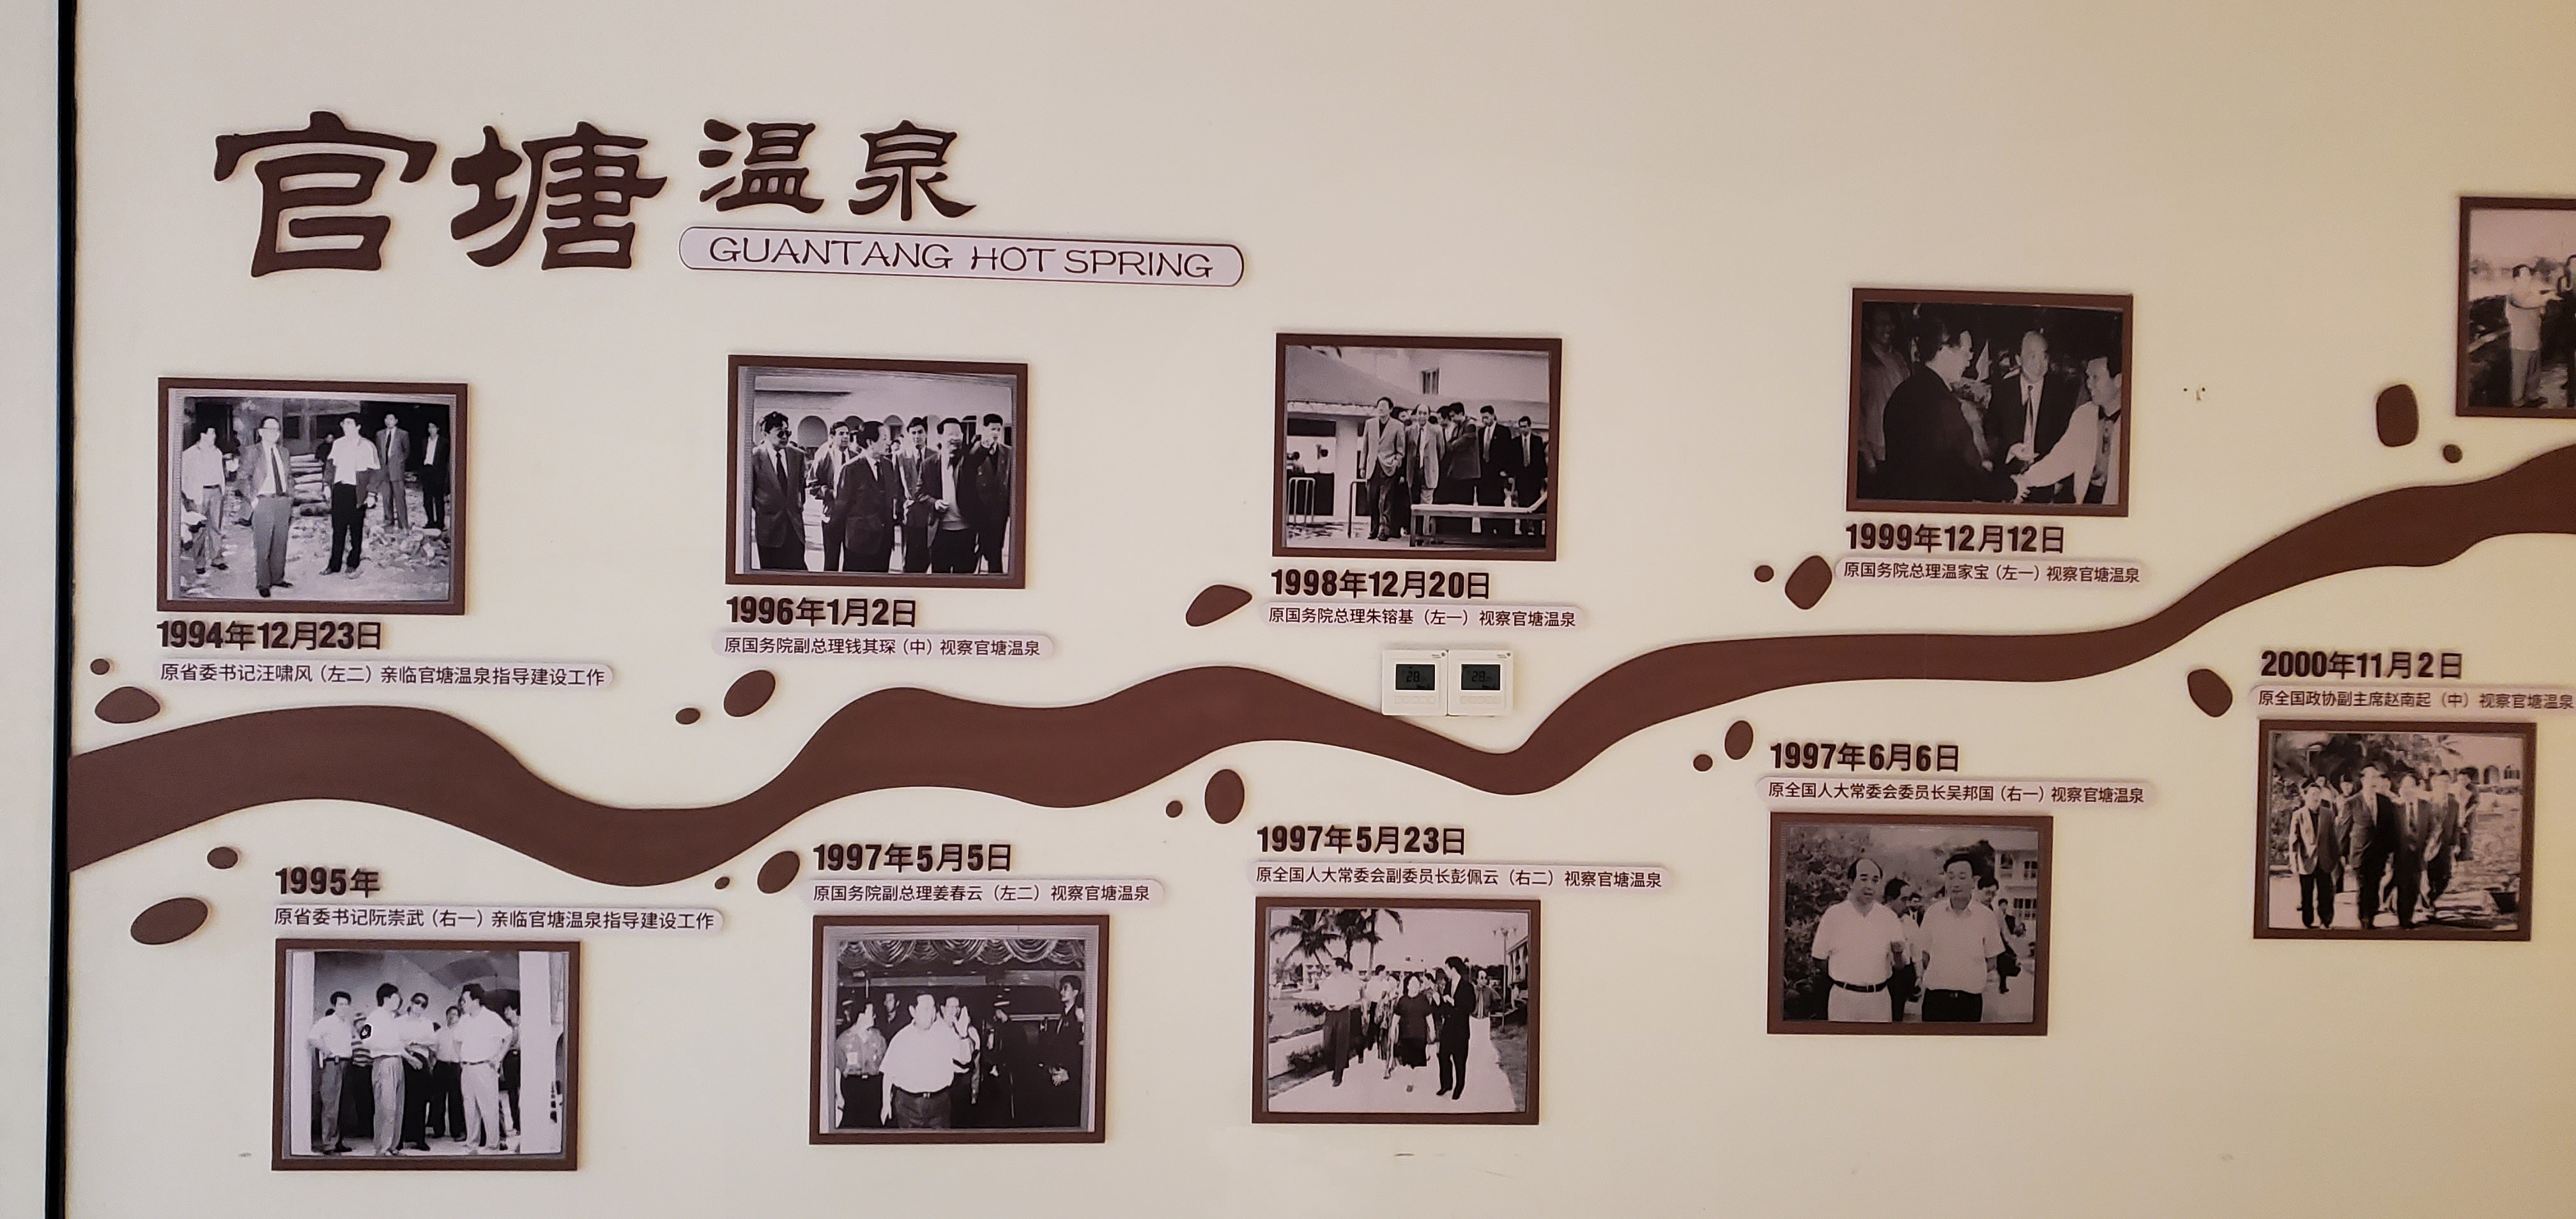 官塘温泉
GUANTANG HOT SPRING
1994年12月23日
原省委书记汪啸风（左二）亲临官塘温泉指导建设工作
1996年1月2日
原国务院副总理钱其琛（中）视察官塘温泉
1998年12月20日
原国务院总理朱镕基（左一）视察官塘温泉
1999年12月12日
原国务院总理温家宝（左一）视察官塘温泉
1995年
原省委书记阮崇武（右一）亲临官塘温泉指导建设工作
1997年5月5日
原国务院副总理姜春云（左二）视察官塘温泉
1997年5月23日
原全国人大常委会副委员长彭佩云（右二）视察官塘温泉
1997年6月6日
原全国人大常委会委员长吴邦国（右一）视察官塘温泉
2000年11月2日
原全国政协副主席赵南起（中）视察官塘温泉
28
28